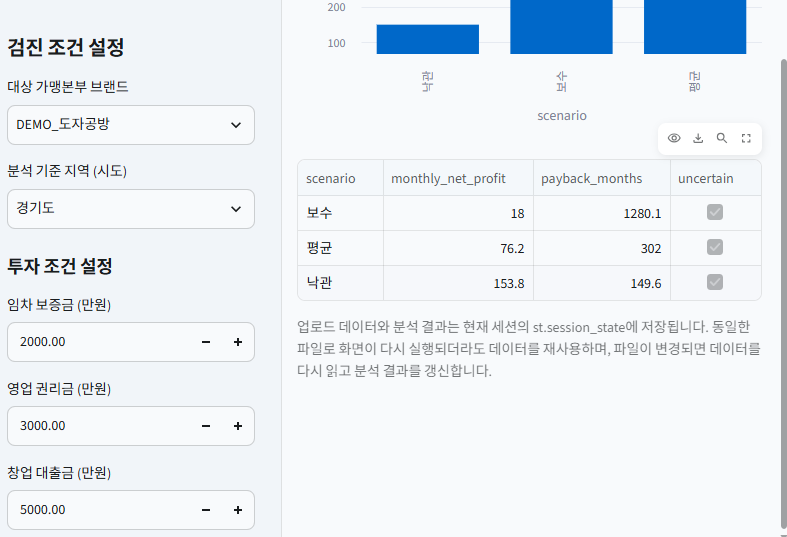 검진 조건 설정
대상 가맹본부 브랜드
DEMO_도자공방
분석 기준 지역 (시도)
경기도
투자 조건 설정
임차 보증금 (만원)
2000.00
영업 권리금 (만원)
3000.00
창업 대출금 (만원)
5000.00
200
100
낙관
보수
평균
scenario
scenario monthly_net_profit payback_months uncertain
보수 18 1280.1
평균 76.2 302
낙관 153.8 149.6
업로드 데이터와 분석 결과는 현재 세션의 st.session_state에 저장됩니다. 동일한
파일로 화면이 다시 실행되더라도 데이터를 재사용하며, 파일이 변경되면 데이터를
다시 읽고 분석 결과를 갱신합니다.